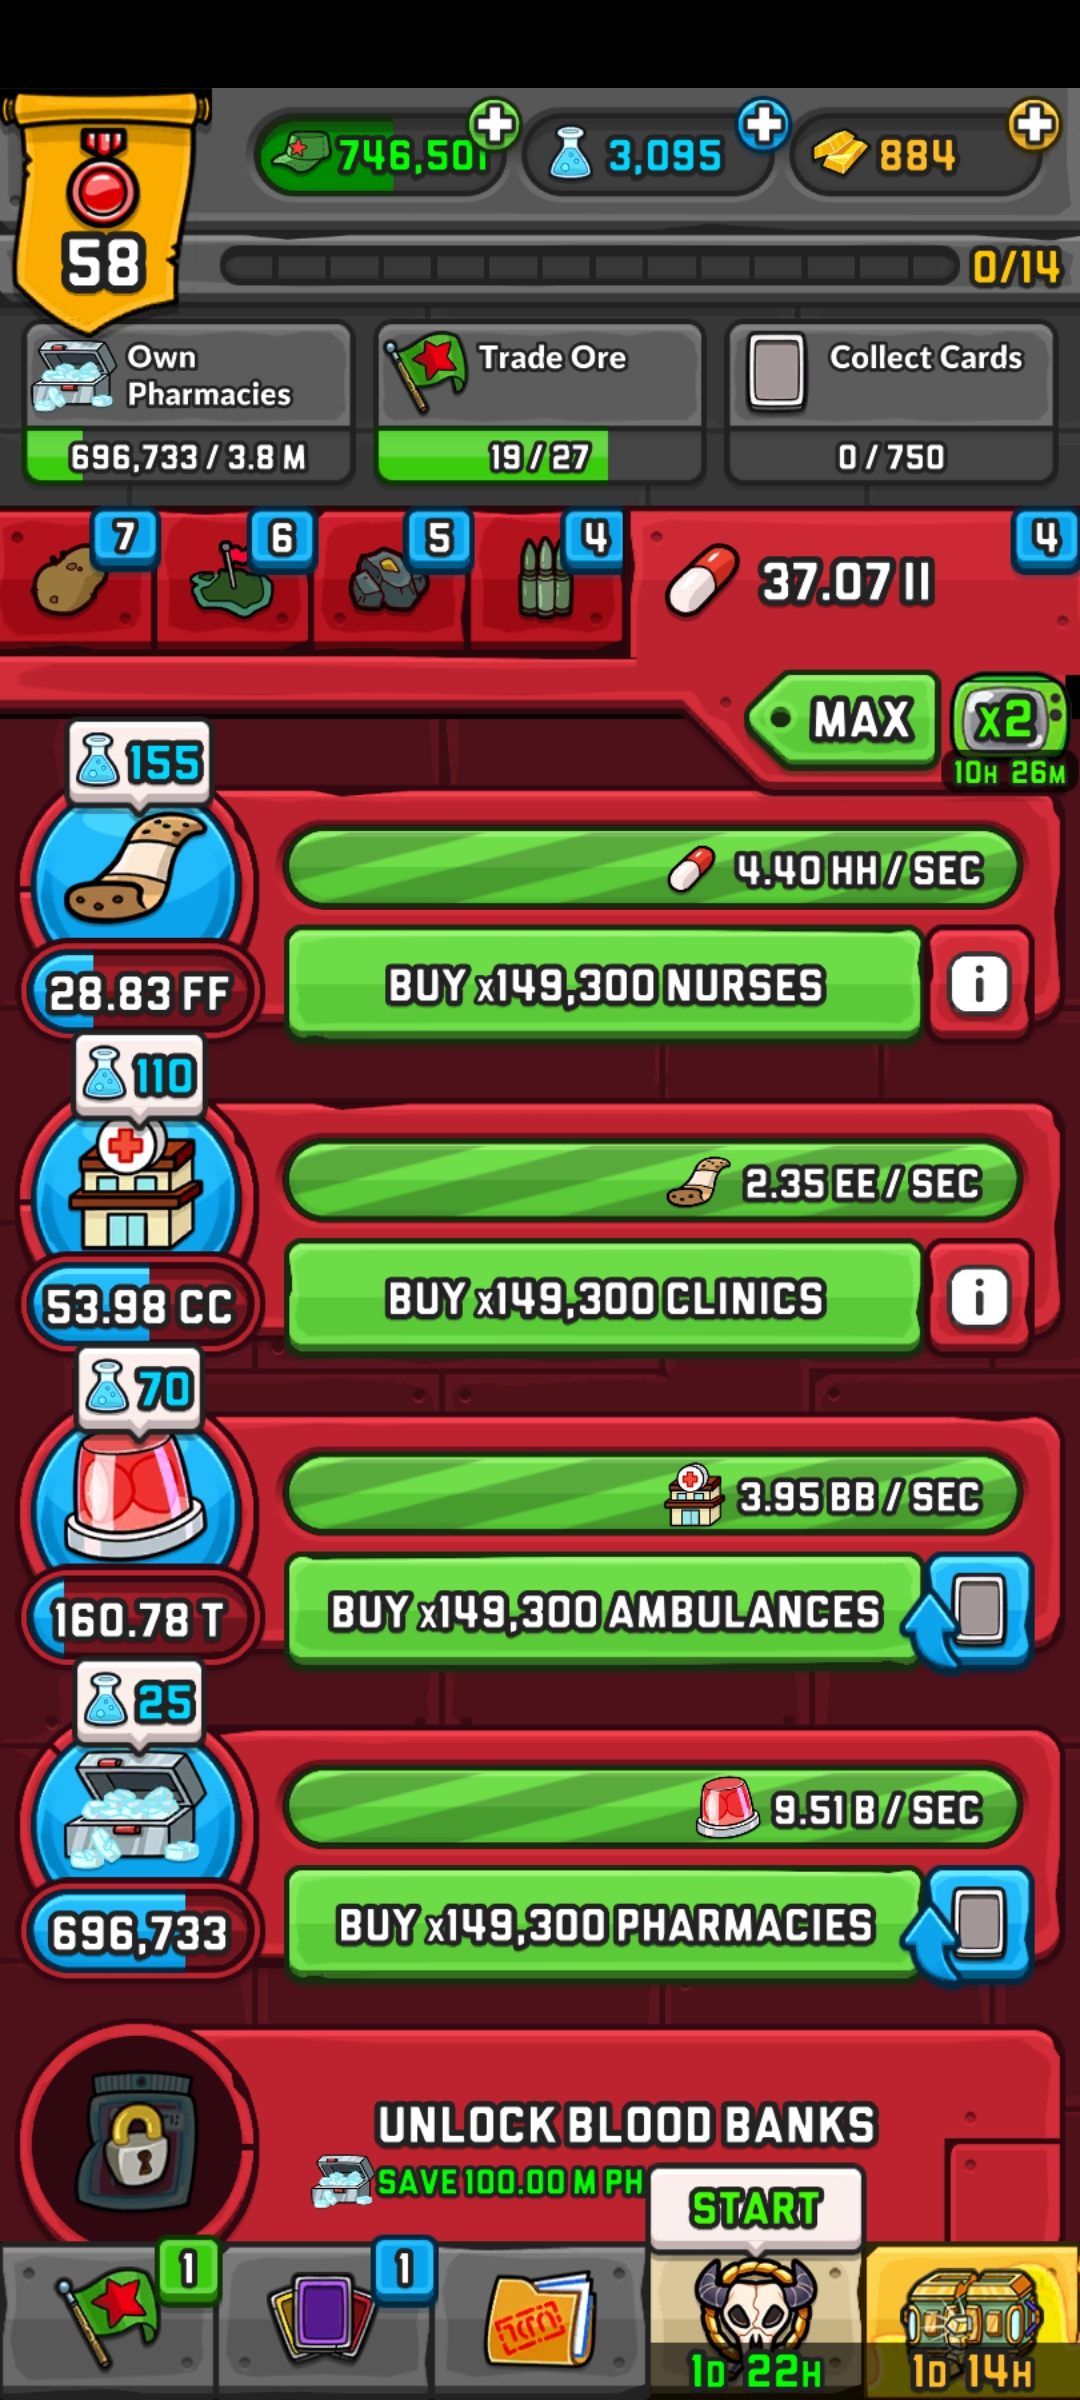 58
746,501
3,095
884
0/14
Own
Pharmacies
696,733 / 3.8 M
Trade Ore
19 / 27
Collect Cards
0 / 750
7
6
5
4
37.07 II
4
MAX
x2
10H 26M
155
4.40 HH / SEC
28.83 FF
BUY x149,300 NURSES
i
110
2.35 EE / SEC
53.98 CC
BUY x149,300 CLINICS
i
70
3.95 BB / SEC
160.78 T
BUY x149,300 AMBULANCES
25
9.51 B / SEC
696,733
BUY x149,300 PHARMACIES
UNLOCK BLOOD BANKS
SAVE 100.00 M PH
START
1
1
1D 22H
1D 14H